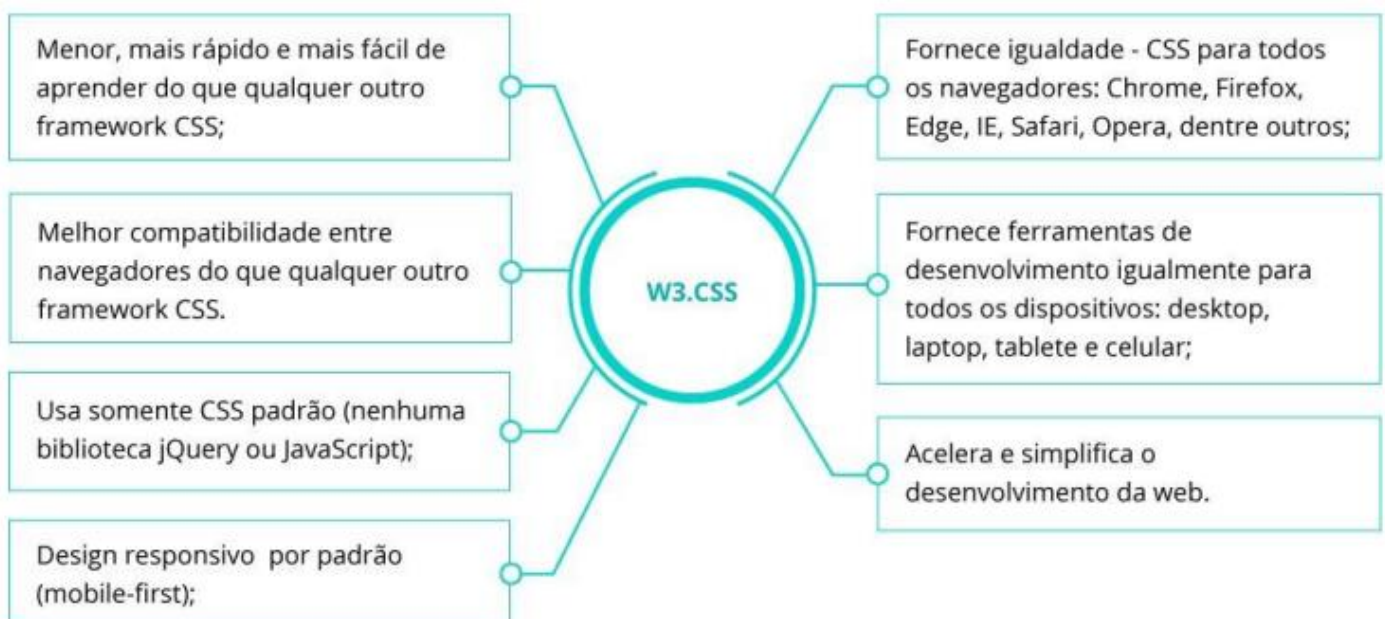 Menor, mais rápido e mais fácil de
aprender do que qualquer outro
framework CSS;
Melhor compatibilidade entre
navegadores do que qualquer outro
framework CSS.
Usa somente CSS padrão (nenhuma
biblioteca jQuery ou JavaScript);
Design responsivo  por padrão
(mobile-first);
W3.CSS
Fornece igualdade - CSS para todos
os navegadores: Chrome, Firefox,
Edge, IE, Safari, Opera, dentre outros;
Fornece ferramentas de
desenvolvimento igualmente para
todos os dispositivos: desktop,
laptop, tablete e celular;
Acelera e simplifica o
desenvolvimento da web.